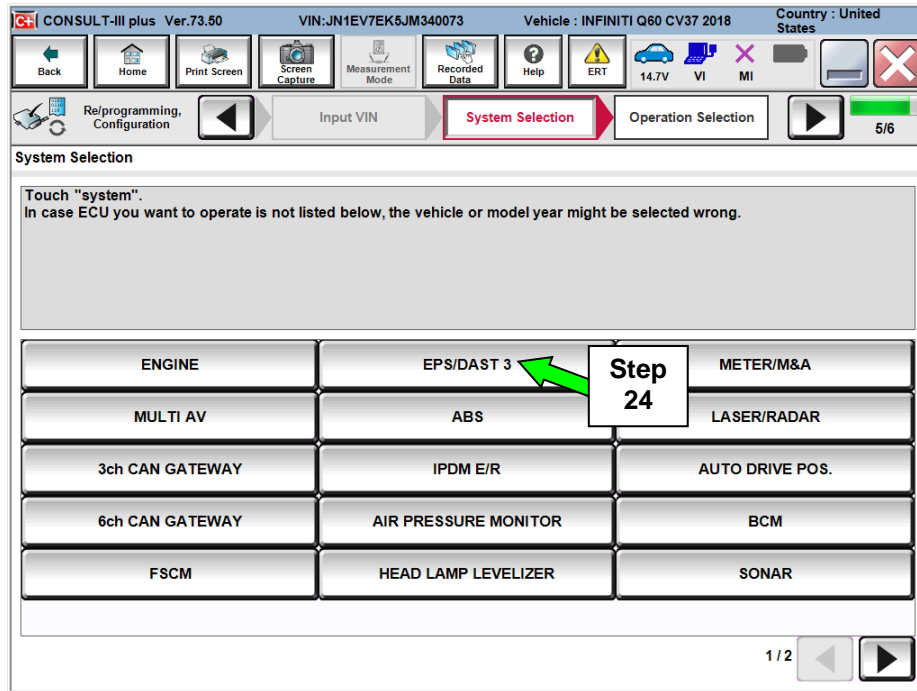 CONSULT-III plus Ver.73.50 VIN:JN1EV7EK5JM340073 Vehicle : INFINITI Q60 CV37 2018 Country : United
States
Back Home Print Screen Screen
Capture Measurement
Mode Recorded
Data Help ERT 14.7V VI MI
Re/programming,
Configuration Input VIN System Selection Operation Selection 5/6
System Selection
Touch "system".
In case ECU you want to operate is not listed below, the vehicle or model year might be selected wrong.
ENGINE EPS/DAST 3 METER/M&A
Step
24
MULTI AV ABS LASER/RADAR
3ch CAN GATEWAY IPDM E/R AUTO DRIVE POS.
6ch CAN GATEWAY AIR PRESSURE MONITOR BCM
FSCM HEAD LAMP LEVELIZER SONAR
1 / 2